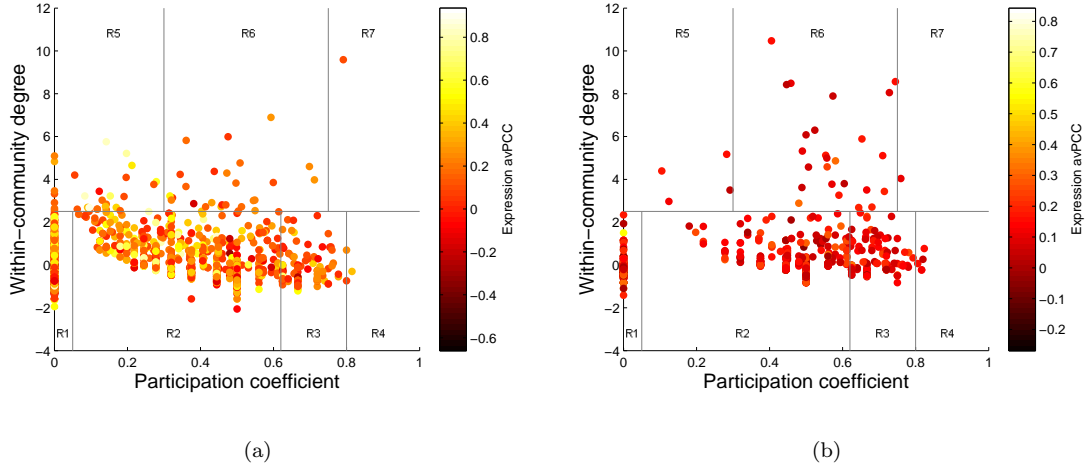 12
10
8
6
4
2
0
−2
−4
Within−community degree
R5
R6
R7
R1
R2
R3
R4
0
0.2
0.4
0.6
0.8
1
Participation coefficient
0.8
0.6
0.4
0.2
0
−0.2
−0.4
−0.6
Expression avPCC
(a)
12
10
8
6
4
2
0
−2
−4
Within−community degree
R5
R6
R7
R1
R2
R3
R4
0
0.2
0.4
0.6
0.8
1
Participation coefficient
0.8
0.7
0.6
0.5
0.4
0.3
0.2
0.1
0
−0.1
−0.2
Expression avPCC
(b)